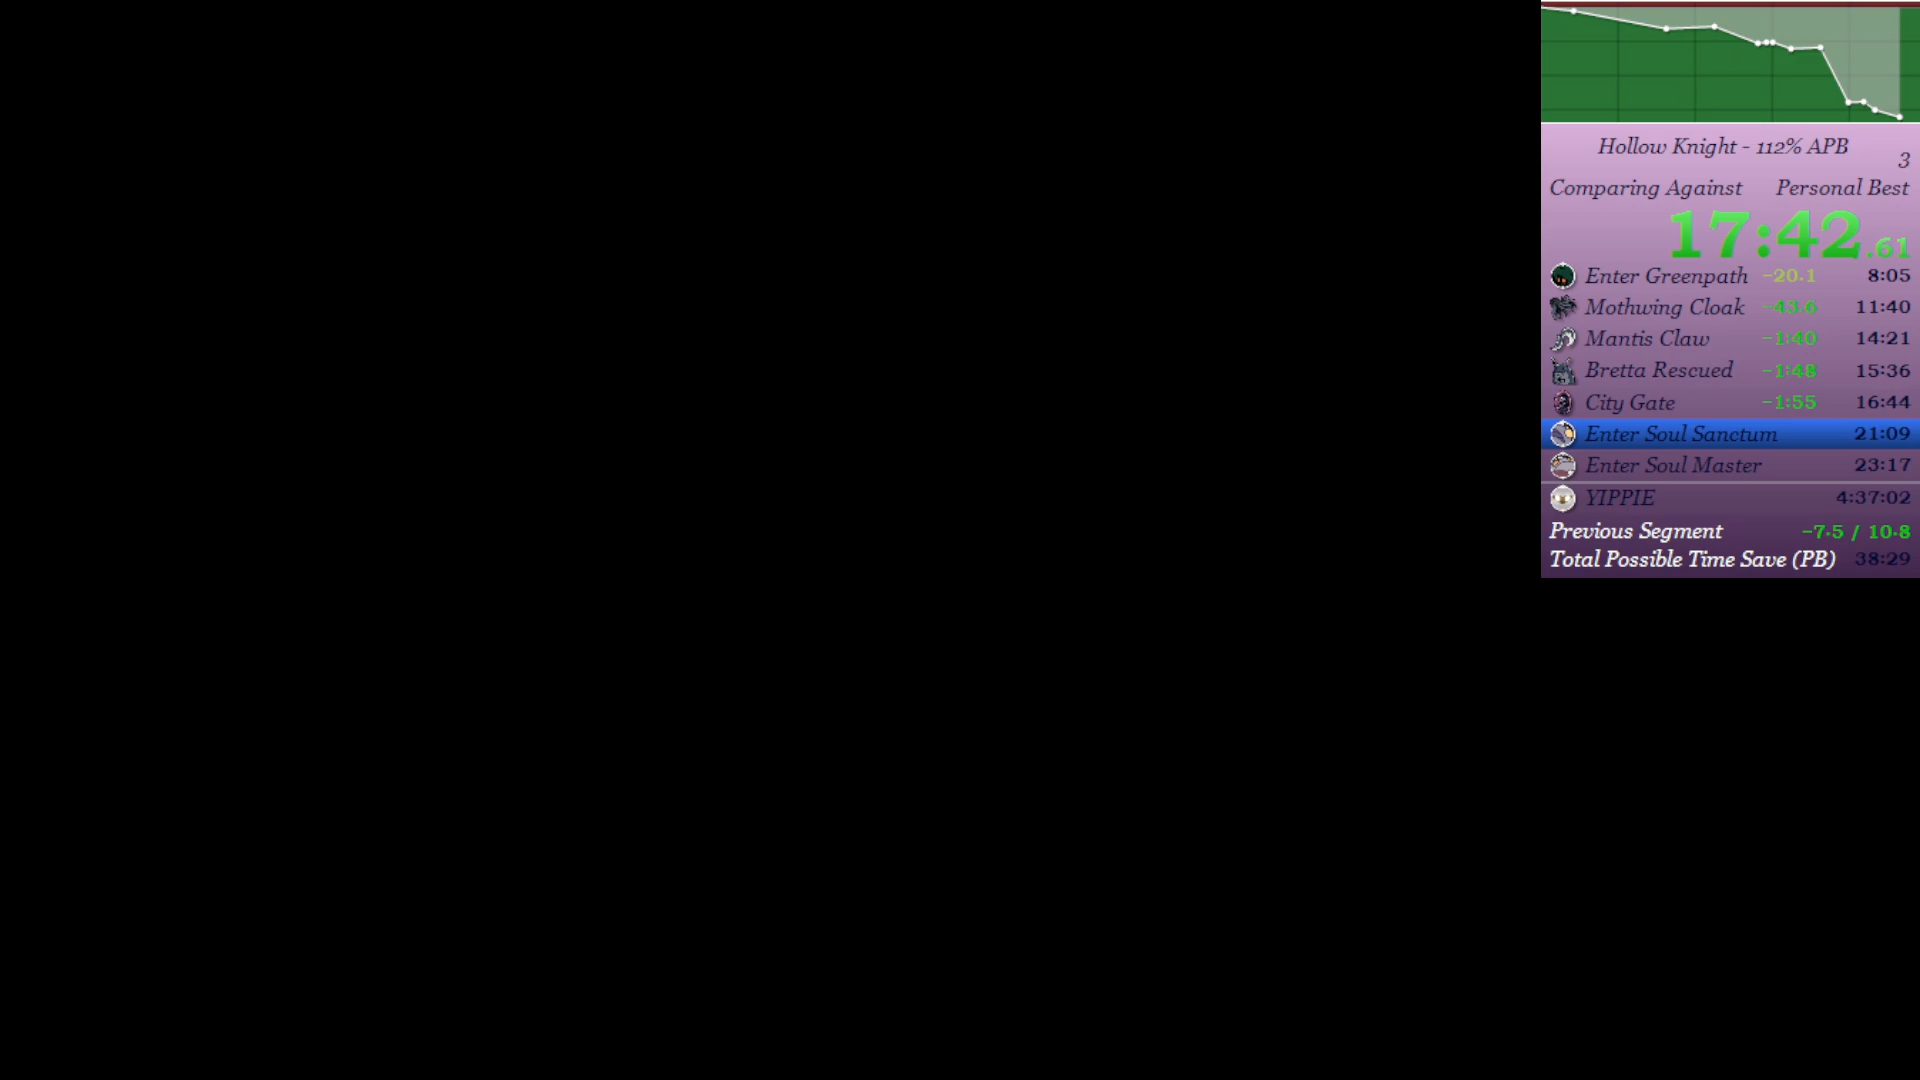 Hollow Knight - 112% APB
3
Comparing Against Personal Best
17:42.61
Enter Greenpath -20.1 8:05
Mothwing Cloak -43.6 11:40
Mantis Claw -1:40 14:21
Bretta Rescued -1:48 15:36
City Gate -1:55 16:44
Enter Soul Sanctum 21:09
Enter Soul Master 23:17
YIPPIE 4:37:02
Previous Segment -7.5 / 10.8
Total Possible Time Save (PB) 38:29